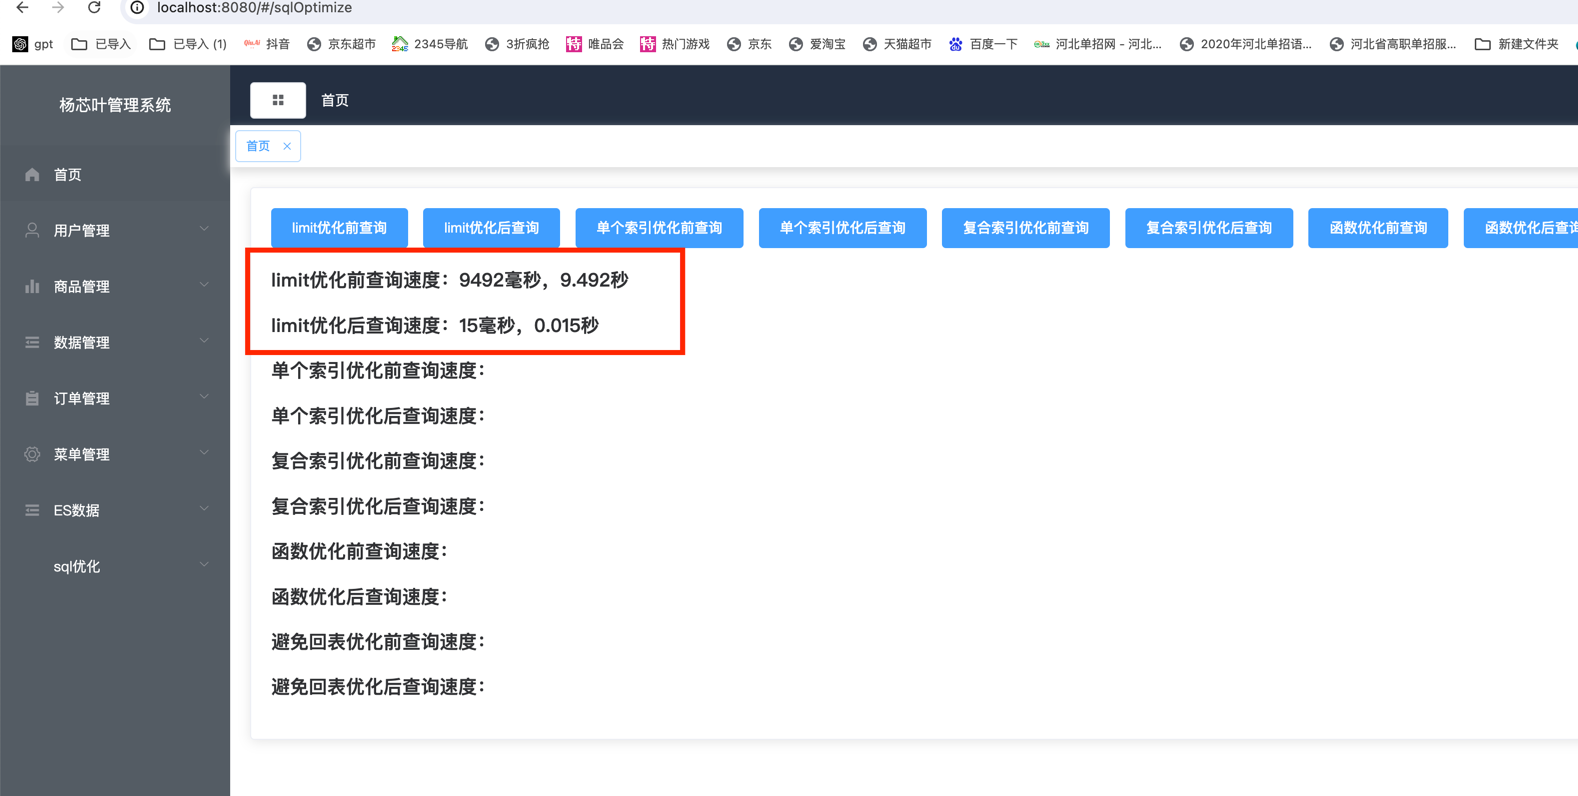 localhost:8080/#/sqlOptimize
gpt 已导入 已导入 (1) 抖音 京东超市 2345导航 3折疯抢 唯品会 热门游戏 京东 爱淘宝 天猫超市 百度一下 河北单招网 - 河北... 2020年河北单招语... 河北省高职单招服... 新建文件夹
杨芯叶管理系统
首页
首页
首页
用户管理
商品管理
数据管理
订单管理
菜单管理
ES数据
sql优化
limit优化前查询 limit优化后查询 单个索引优化前查询 单个索引优化后查询 复合索引优化前查询 复合索引优化后查询 函数优化前查询 函数优化后查询
limit优化前查询速度：9492毫秒，9.492秒
limit优化后查询速度：15毫秒，0.015秒
单个索引优化前查询速度：
单个索引优化后查询速度：
复合索引优化前查询速度：
复合索引优化后查询速度：
函数优化前查询速度：
函数优化后查询速度：
避免回表优化前查询速度：
避免回表优化后查询速度：